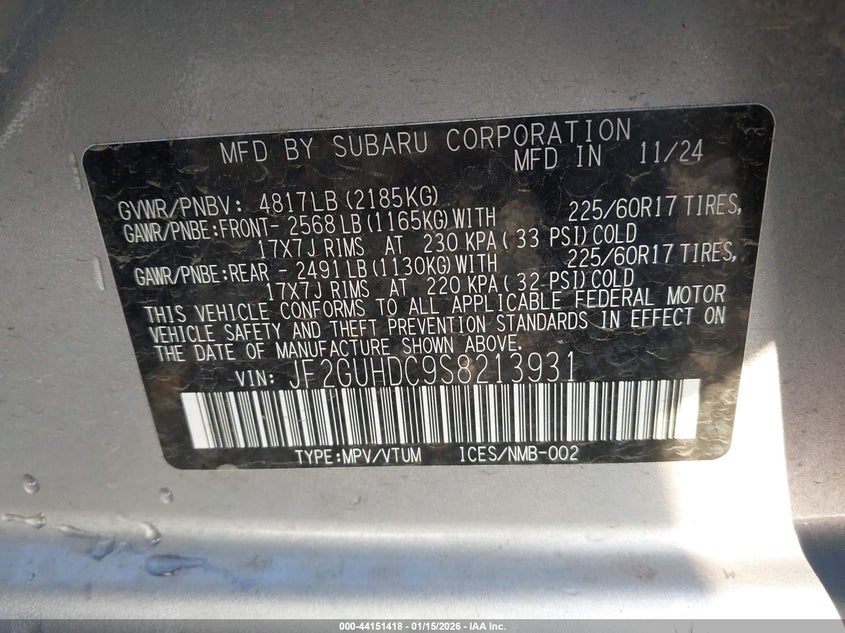 MFD BY SUBARU CORPORATION
MFD IN 11/24
GVWR/PNBV: 4817LB(2185KG)
GAWR/PNBE:FRONT- 2568LB(1165KG)WITH 225/60R17 TIRES,
17X7J RIMS AT 230 KPA( 33 PSI)COLD
GAWR/PNBE:REAR - 2491LB(1130KG)WITH 225/60R17 TIRES,
17X7J RIMS AT 220 KPA( 32 PSI)COLD
THIS VEHICLE CONFORMS TO ALL APPLICABLE FEDERAL MOTOR
VEHICLE SAFETY AND THEFT PREVENTION STANDARDS IN EFFECT ON
THE DATE OF MANUFACTURE SHOWN ABOVE.
VIN: JF2GUHDC9S8213931
TYPE:MPV/VTUM ICES/NMB-002
000-44151418 - 01/15/2026 - IAA Inc.